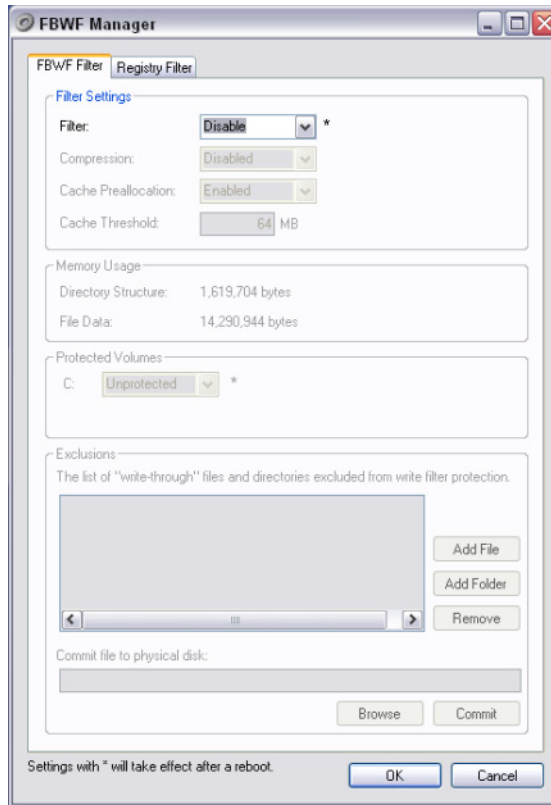 FBWF Manager
FBWF Filter Registry Filter
Filter Settings
Filter: Disable *
Compression: Disabled
Cache Preallocation: Enabled
Cache Threshold: 64 MB
Memory Usage
Directory Structure: 1,619,704 bytes
File Data: 14,290,944 bytes
Protected Volumes
C: Unprotected *
Exclusions
The list of "write-through" files and directories excluded from write filter protection.
Add File
Add Folder
Remove
Commit file to physical disk:
Browse Commit
Settings with * will take effect after a reboot.
OK Cancel